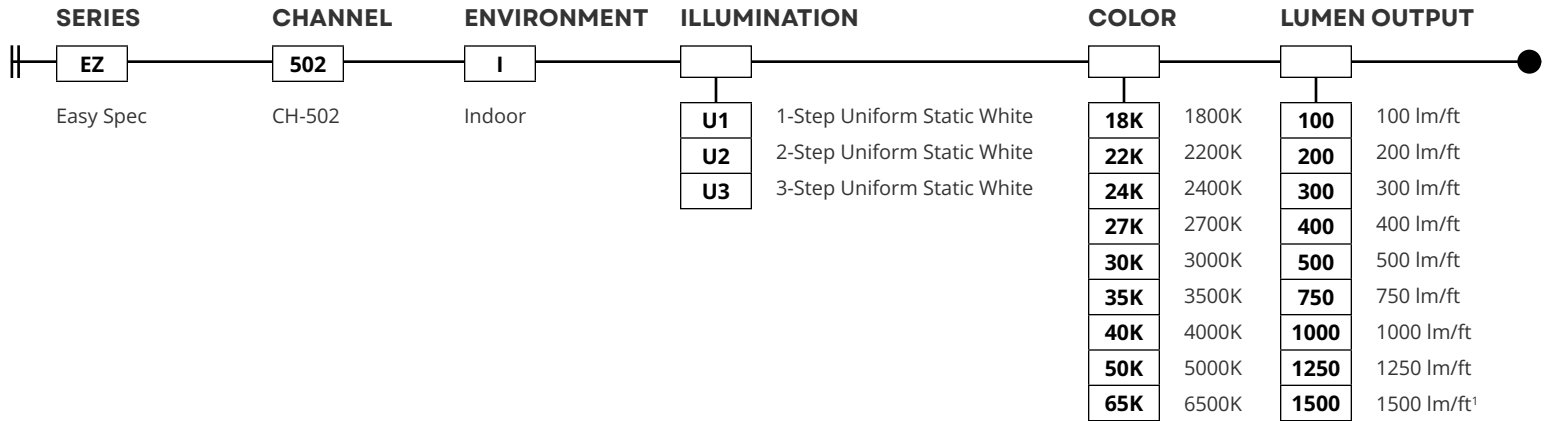 SERIES CHANNEL ENVIRONMENT ILLUMINATION COLOR LUMEN OUTPUT
EZ 502 I
Easy Spec CH-502 Indoor U1 1-Step Uniform Static White 18K 1800K 100 100 lm/ft
U2 2-Step Uniform Static White 22K 2200K 200 200 lm/ft
U3 3-Step Uniform Static White 24K 2400K 300 300 lm/ft
27K 2700K 400 400 lm/ft
30K 3000K 500 500 lm/ft
35K 3500K 750 750 lm/ft
40K 4000K 1000 1000 lm/ft
50K 5000K 1250 1250 lm/ft
65K 6500K 1500 1500 lm/ft¹